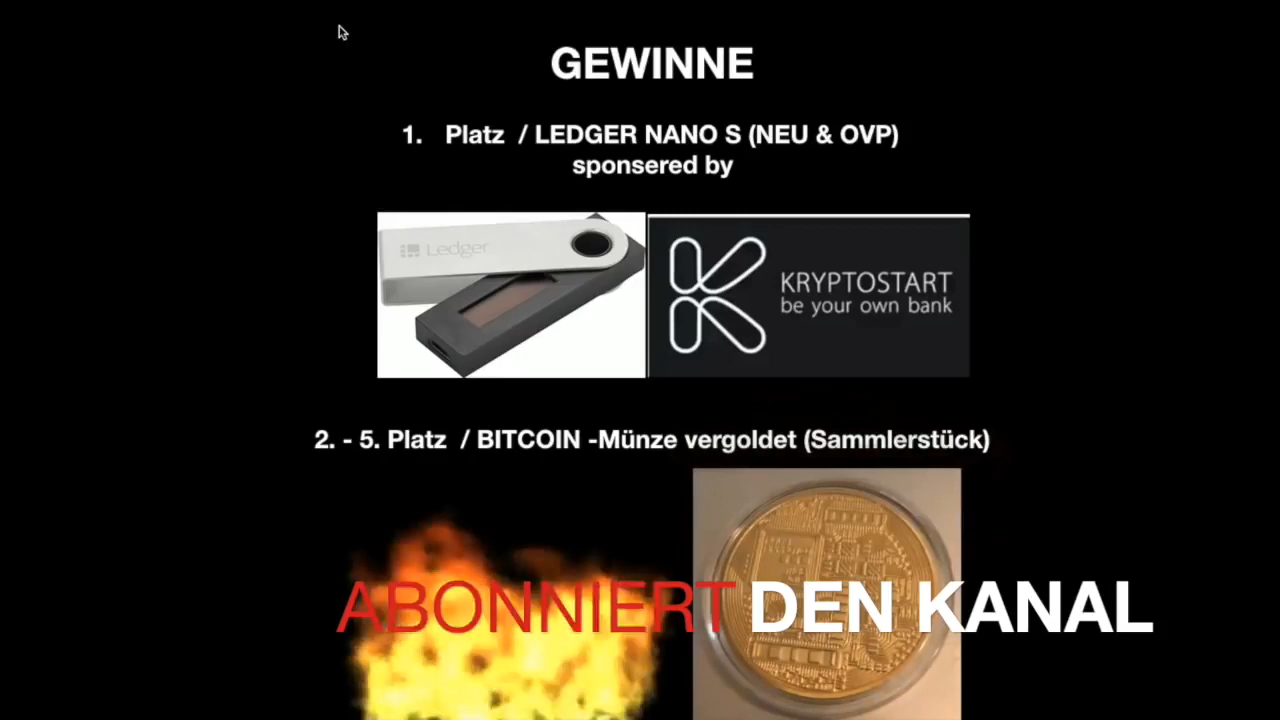 GEWINNE
1. Platz / LEDGER NANO S (NEU & OVP)
sponsered by
Ledger
KRYPTOSTART
be your own bank
2. - 5. Platz / BITCOIN -Münze vergoldet (Sammlerstück)
ABONNIERT DEN KANAL